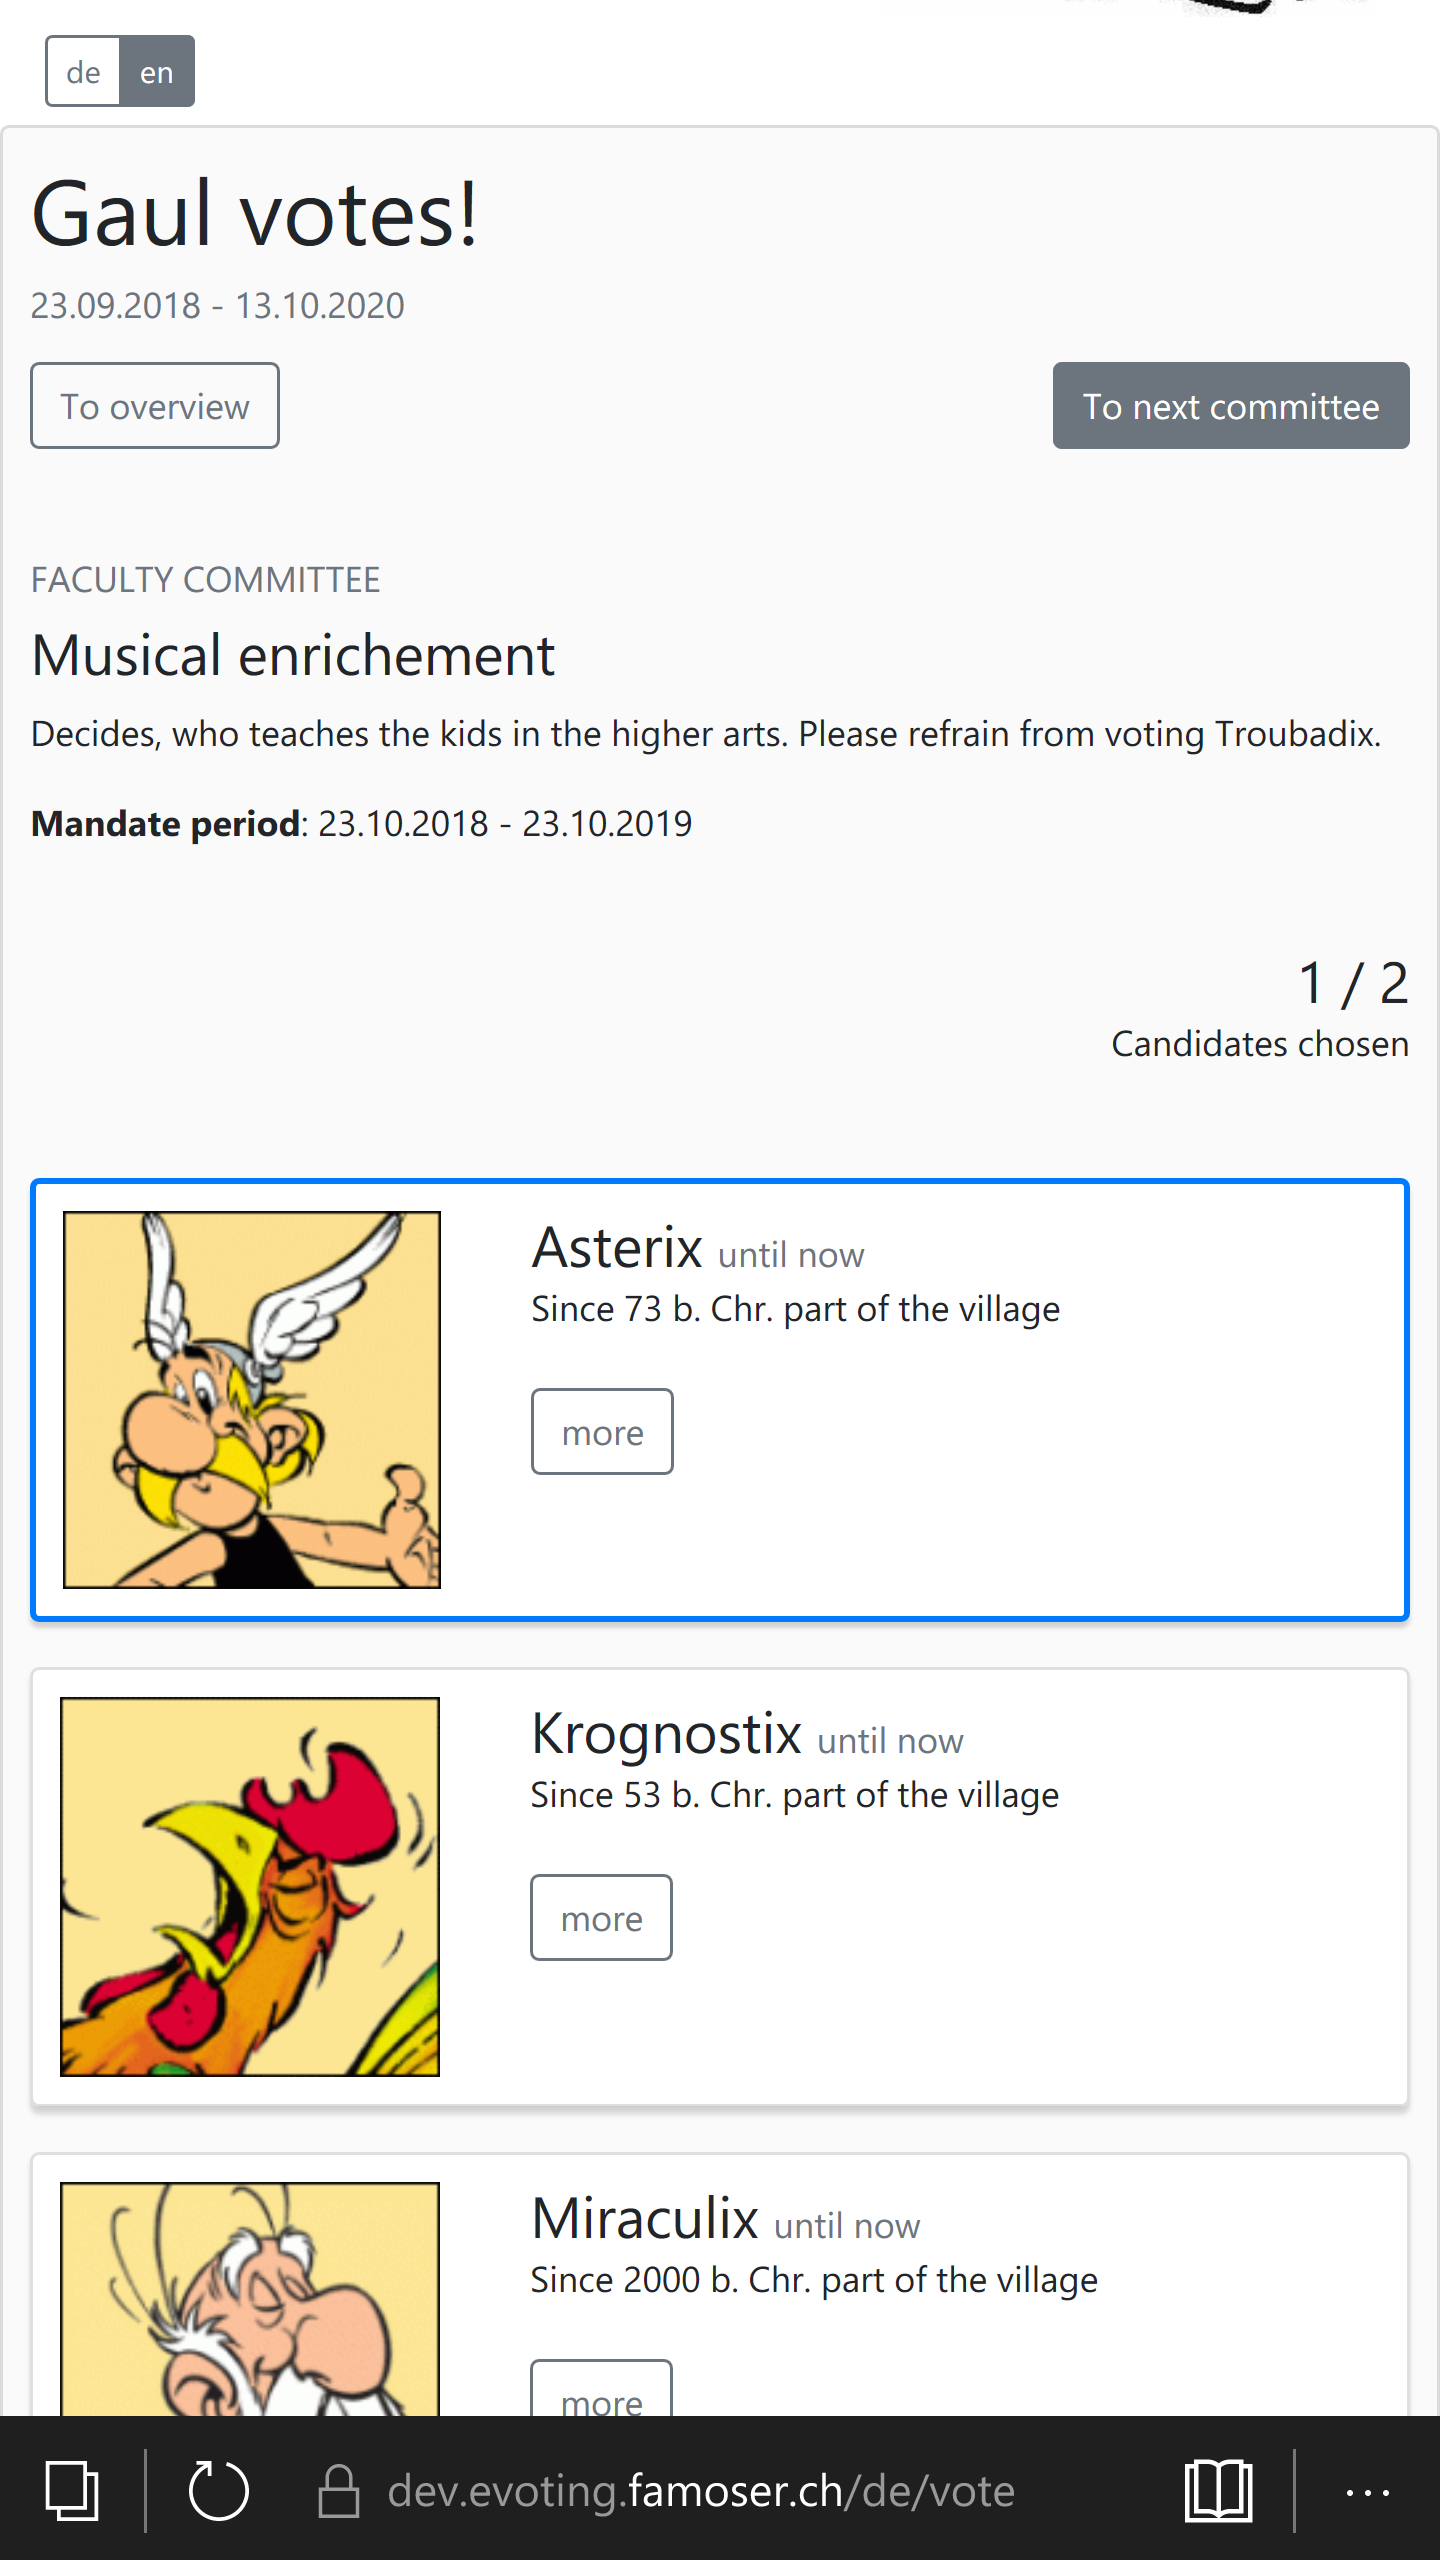 de en
Gaul votes!
23.09.2018 - 13.10.2020
To overview
To next committee
FACULTY COMMITTEE
Musical enrichement
Decides, who teaches the kids in the higher arts. Please refrain from voting Troubadix.
Mandate period: 23.10.2018 - 23.10.2019
1 / 2
Candidates chosen
Asterix until now
Since 73 b. Chr. part of the village
more
Krognostix until now
Since 53 b. Chr. part of the village
more
Miraculix until now
Since 2000 b. Chr. part of the village
more
dev.evoting.famoser.ch/de/vote